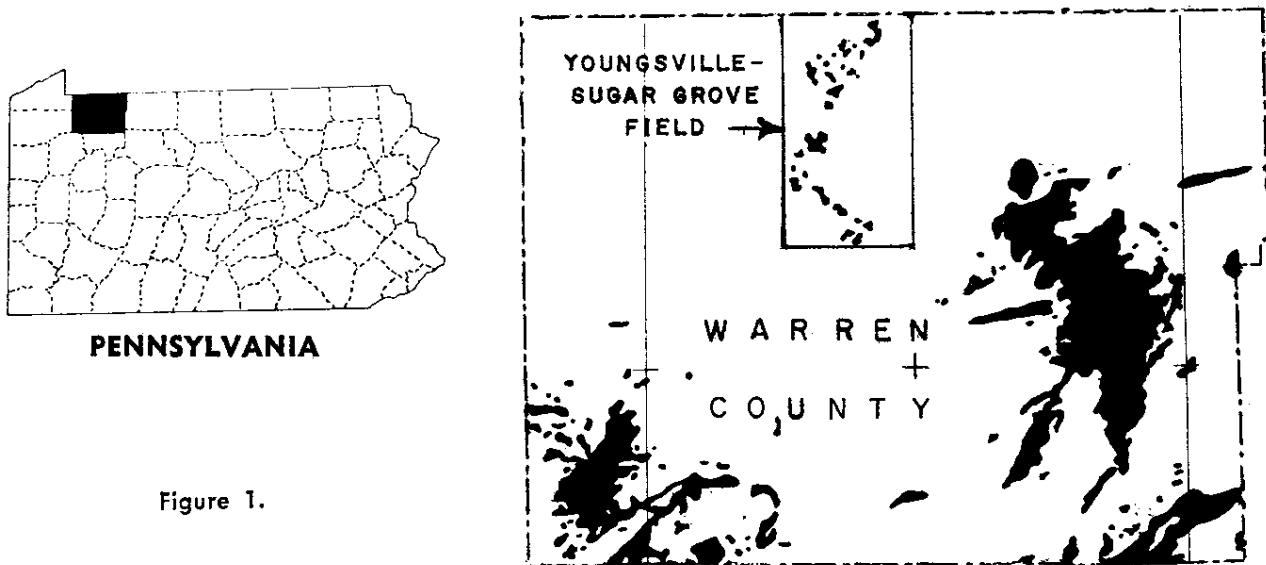 PENNSYLVANIA
Figure 1.
YOUNGSVILLE-
SUGAR GROVE
FIELD
WARREN
COUNTY